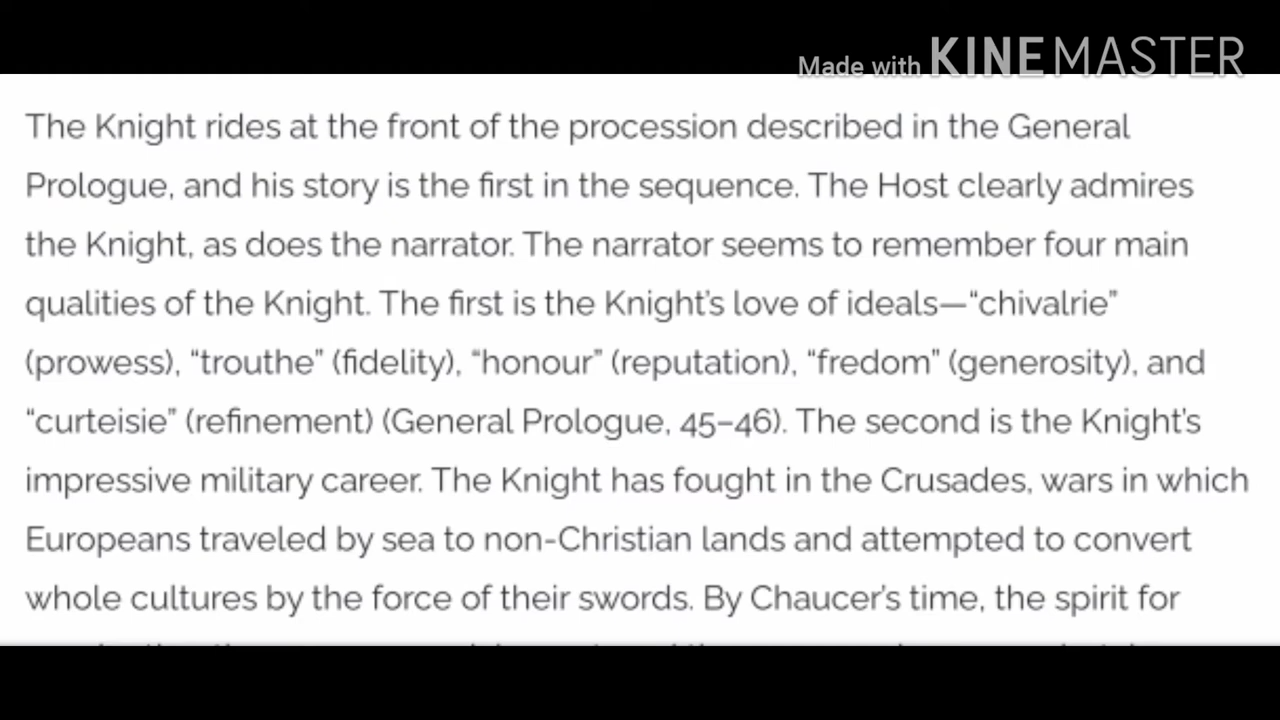 Made with KINEMASTER
The Knight rides at the front of the procession described in the General
Prologue, and his story is the first in the sequence. The Host clearly admires
the Knight, as does the narrator. The narrator seems to remember four main
qualities of the Knight. The first is the Knight’s love of ideals—“chivalrie”
(prowess), “trouthe” (fidelity), “honour” (reputation), “fredom” (generosity), and
“curteisie” (refinement) (General Prologue, 45–46). The second is the Knight’s
impressive military career. The Knight has fought in the Crusades, wars in which
Europeans traveled by sea to non-Christian lands and attempted to convert
whole cultures by the force of their swords. By Chaucer’s time, the spirit for